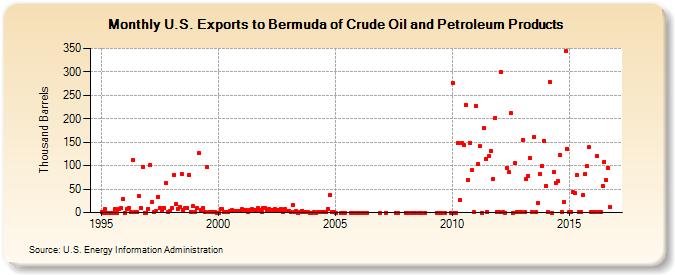 Monthly U.S. Exports to Bermuda of Crude Oil and Petroleum Products
Thousand Barrels
350
300
250
200
150
100
50
0
1995 2000 2005 2010 2015
Source: U.S. Energy Information Administration